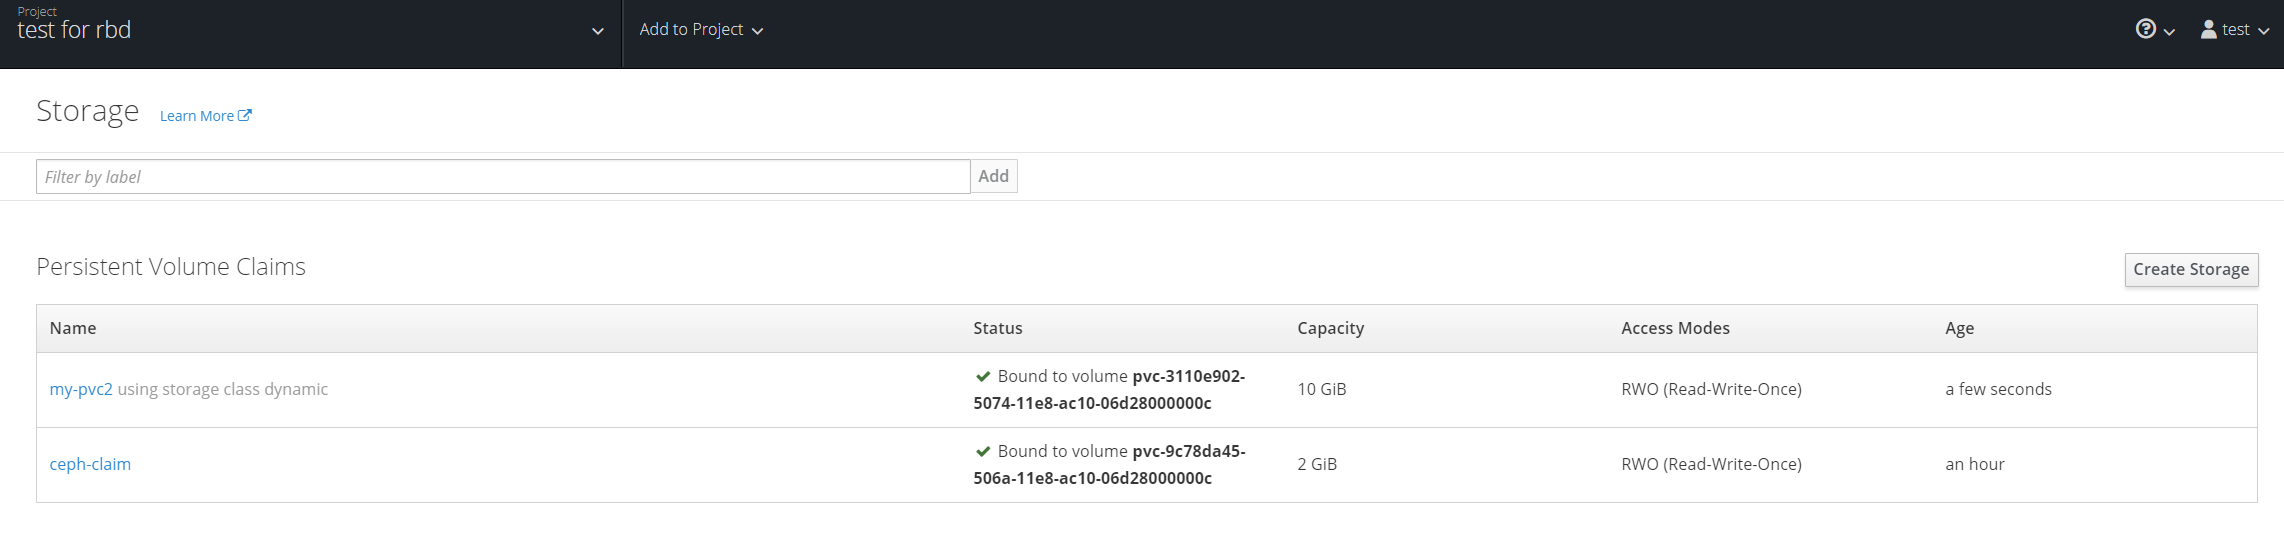 Project
test for rbd
Add to Project
test
Storage Learn More
Filter by label
Add
Persistent Volume Claims
Create Storage
Name Status Capacity Access Modes Age
my-pvc2 using storage class dynamic
Bound to volume pvc-3110e902-
5074-11e8-ac10-06d28000000c
10 GiB
RWO (Read-Write-Once)
a few seconds
ceph-claim
Bound to volume pvc-9c78da45-
506a-11e8-ac10-06d28000000c
2 GiB
RWO (Read-Write-Once)
an hour